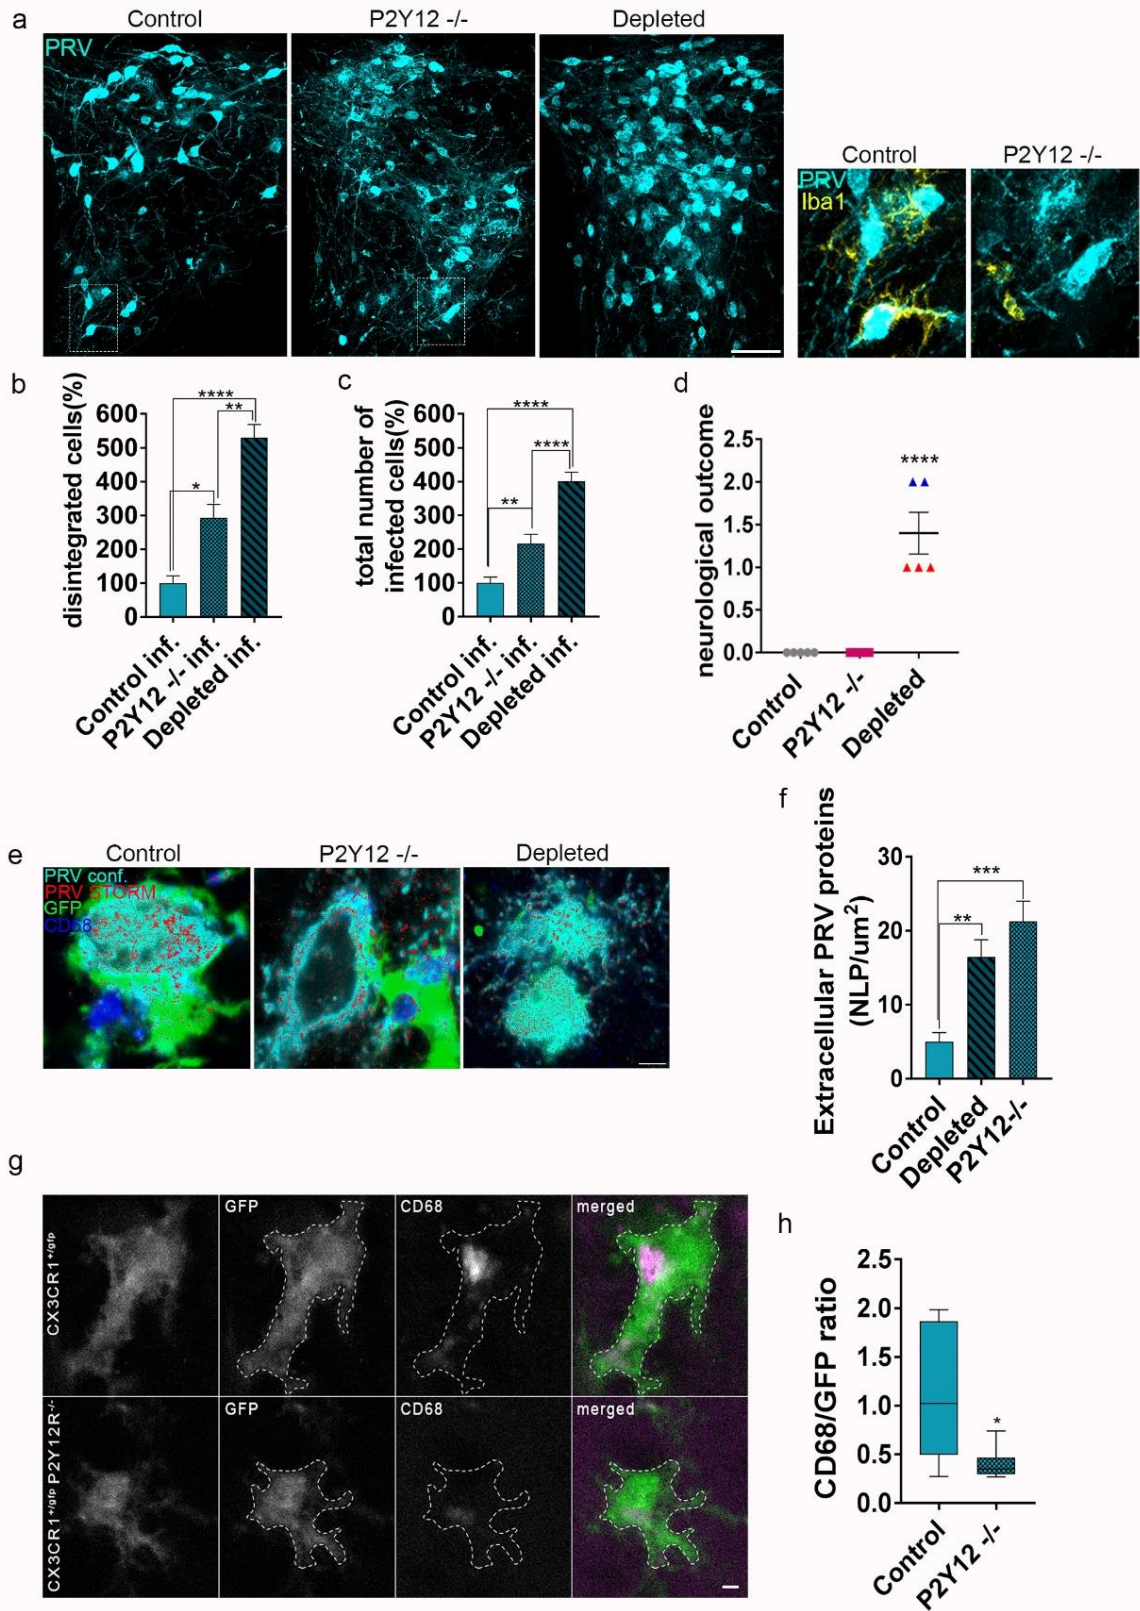 a
Control
P2Y12 -/-
Depleted
PRV
Control
P2Y12 -/-
PRV
Iba1
b
disintegrated cells(%)
600
500
400
300
200
100
0
****
**
*
Control inf.
P2Y12 -/- inf.
Depleted inf.
c
total number of
infected cells(%)
600
500
400
300
200
100
0
****
****
**
Control inf.
P2Y12 -/- inf.
Depleted inf.
d
neurological outcome
2.5
2.0
1.5
1.0
0.5
0.0
****
Control
P2Y12 -/-
Depleted
e
Control
P2Y12 -/-
Depleted
PRV conf.
PRV STORM
GFP
CD68
f
Extracellular PRV proteins
(NLP/um²)
30
20
10
0
***
**
Control
Depleted
P2Y12-/-
g
CX3CR1+/gfp
GFP
CD68
merged
CX3CR1+/gfp P2Y12R-/-
GFP
CD68
merged
h
CD68/GFP ratio
2.5
2.0
1.5
1.0
0.5
0.0
*
Control
P2Y12 -/-